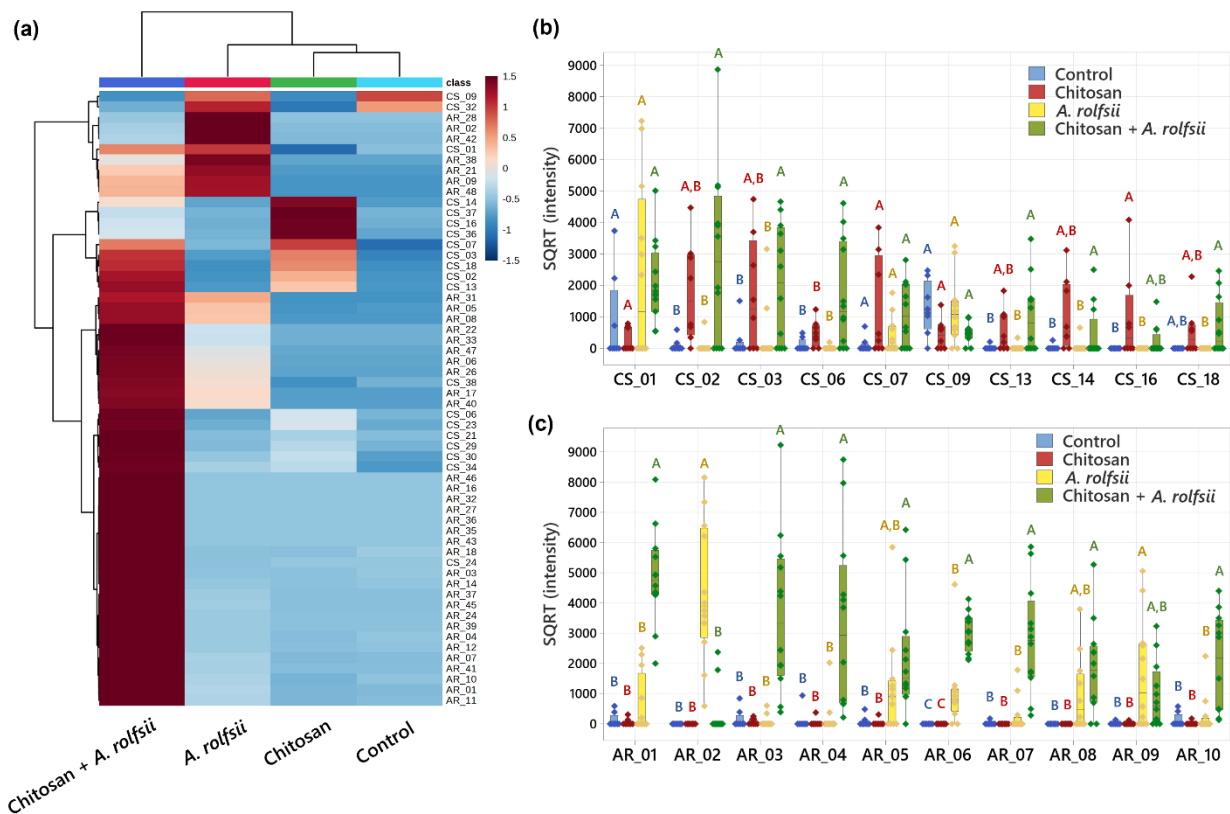 (a)
class
1.5
1
0.5
0
-0.5
-1
-1.5
CS_09
CS_32
AR_28
AR_02
AR_42
CS_01
AR_38
AR_21
AR_09
AR_48
CS_14
CS_37
CS_16
CS_36
CS_07
CS_03
CS_18
CS_02
CS_13
AR_31
AR_05
AR_08
AR_22
AR_33
AR_47
AR_06
AR_26
CS_38
AR_17
AR_40
CS_06
CS_23
CS_21
CS_29
CS_30
CS_34
AR_46
AR_16
AR_32
AR_27
AR_36
AR_35
AR_43
AR_18
CS_24
AR_03
AR_14
AR_37
AR_45
AR_24
AR_39
AR_04
AR_12
AR_07
AR_41
AR_10
AR_01
AR_11
Chitosan + A. rolfsii
A. rolfsii
Chitosan
Control
(b)
SQRT (intensity)
9000
8000
7000
6000
5000
4000
3000
2000
1000
0
Control
Chitosan
A. rolfsii
Chitosan + A. rolfsii
A A A A
B A,B B A
B A,B B A
B B B A
B A B A
A A A A
B A,B B A
B A,B B A
B A B A,B
A,B A,B B A
CS_01 CS_02 CS_03 CS_06 CS_07 CS_09 CS_13 CS_14 CS_16 CS_18
(c)
SQRT (intensity)
9000
8000
7000
6000
5000
4000
3000
2000
1000
0
Control
Chitosan
A. rolfsii
Chitosan + A. rolfsii
B B B A
B B A B
B B B A
B B B A
B B A,B A
C C B A
B B B A
B B A,B A
B B A A,B
B B B A
AR_01 AR_02 AR_03 AR_04 AR_05 AR_06 AR_07 AR_08 AR_09 AR_10